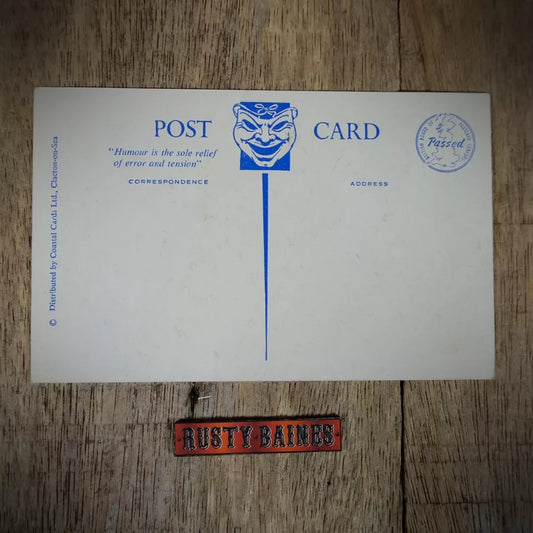 POST CARD
"Humour is the sole relief
of error and tension"
CORRESPONDENCE
ADDRESS
Passed
© Distributed by Coastal Cards Ltd., Clacton-on-Sea
RUSTY·BAINES